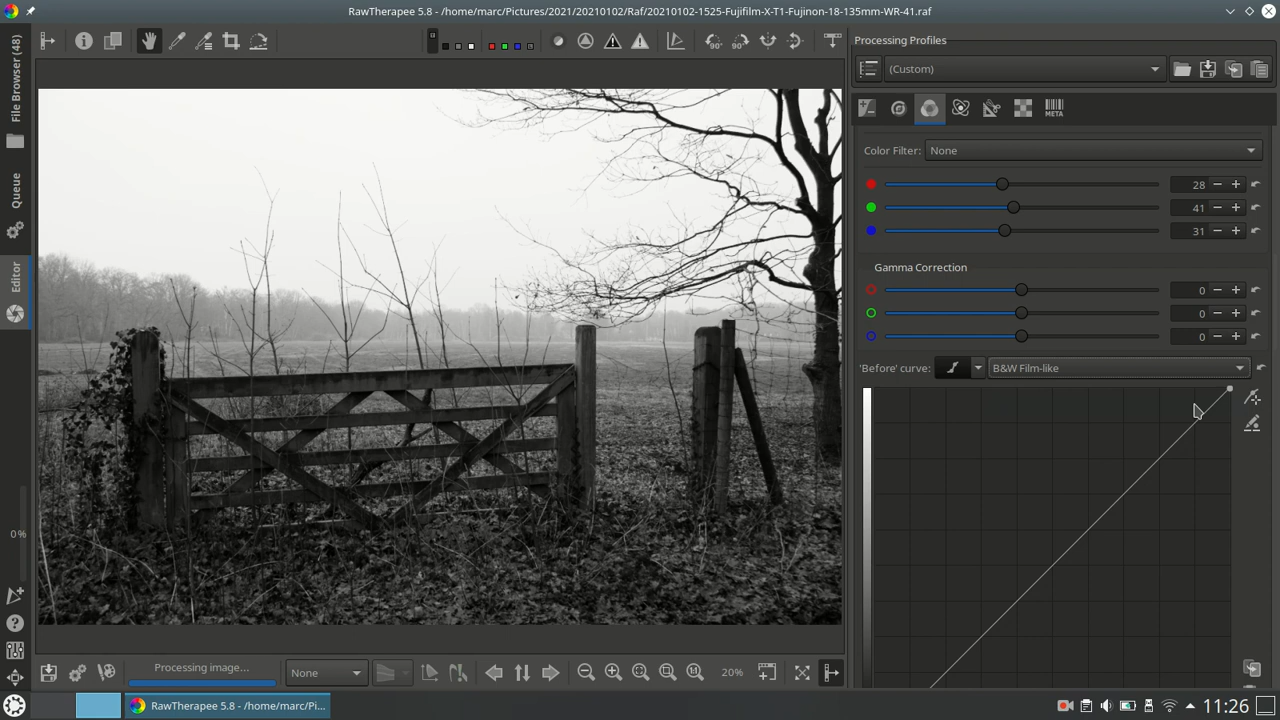 RawTherapee 5.8 - /home/marc/Pictures/2021/20210102/Raf/20210102-1525-Fujifilm-X-T1-Fujinon-18-135mm-WR-41.raf
File Browser (48)
Queue
Editor
0%
Processing Profiles
(Custom)
META
Color Filter: None
28
41
31
Gamma Correction
0
0
0
'Before' curve:
B&W Film-like
Processing image...
None
20%
1:1
RawTherapee 5.8 - /home/marc/Pi...
11:26